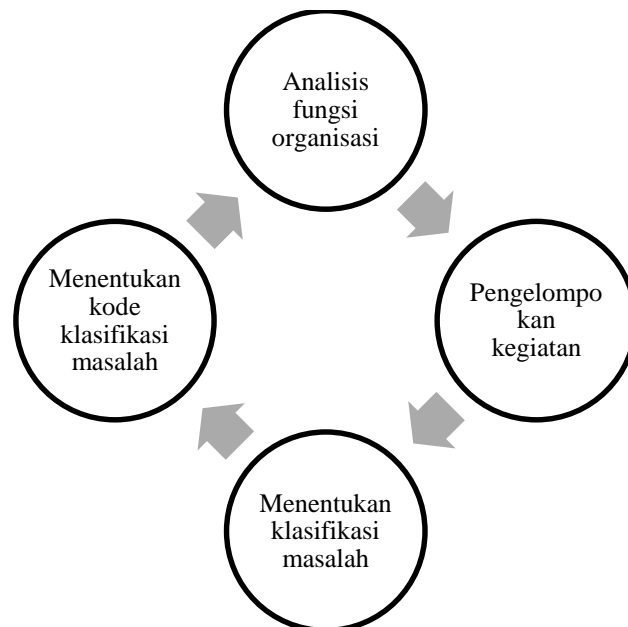 Analisis
fungsi
organisasi
Pengelompo
kan
kegiatan
Menentukan
klasifikasi
masalah
Menentukan
kode
klasifikasi
masalah